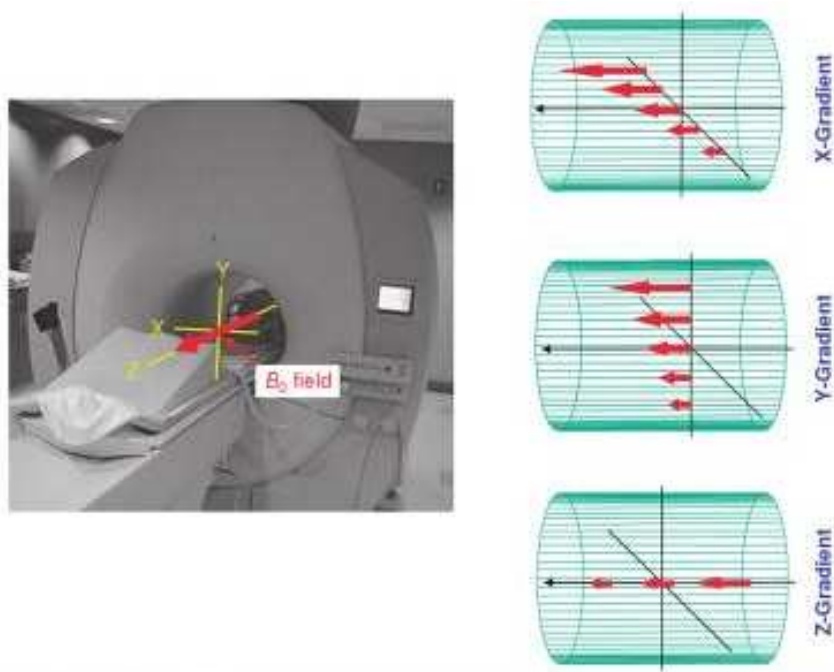 Y
X
Z
B₀ field
X-Gradient
Y-Gradient
Z-Gradient